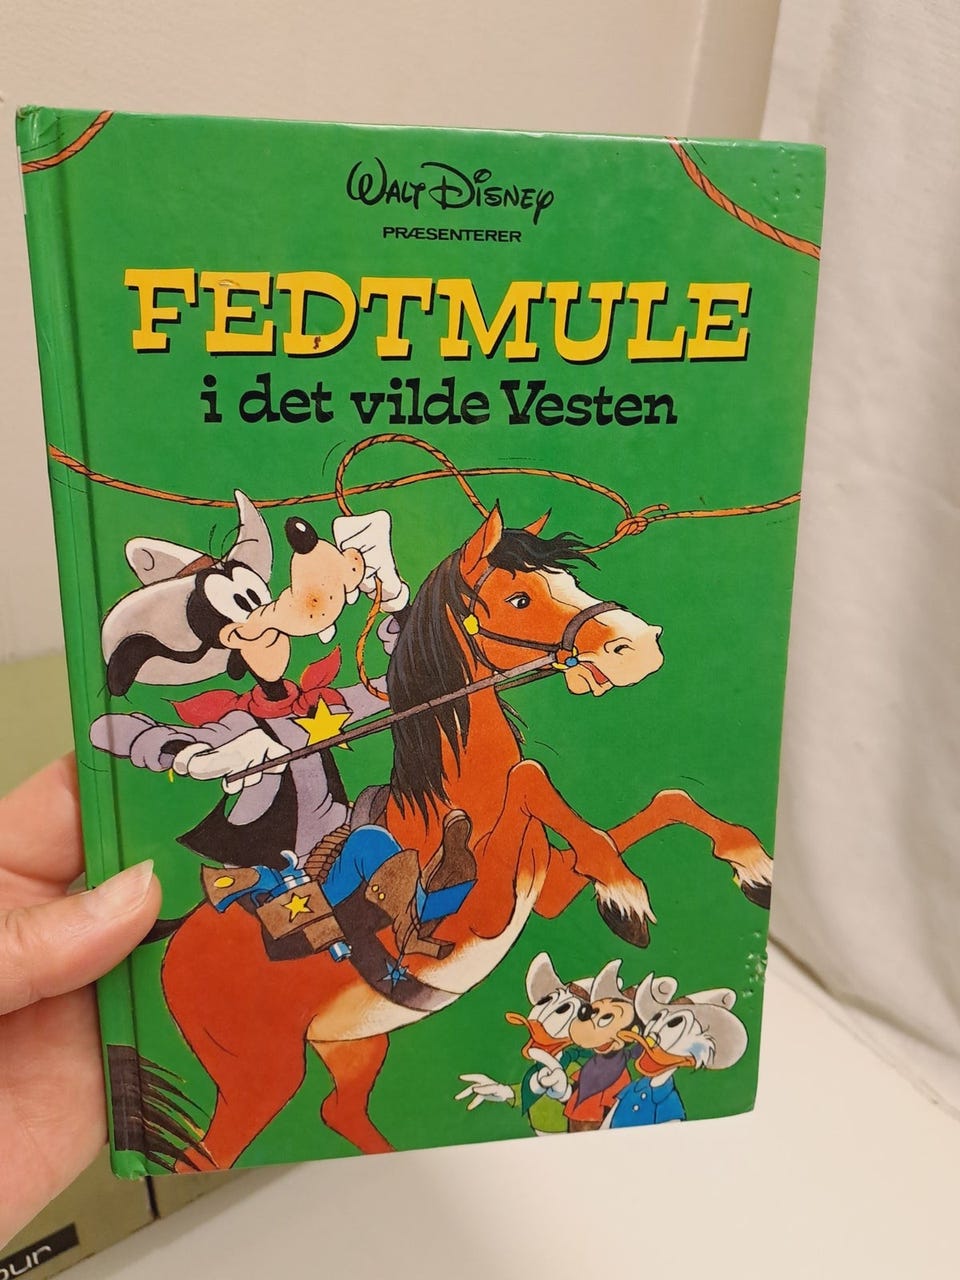 WALT DISNEY
PRÆSENTERER
FEDTMULE
i det vilde Vesten